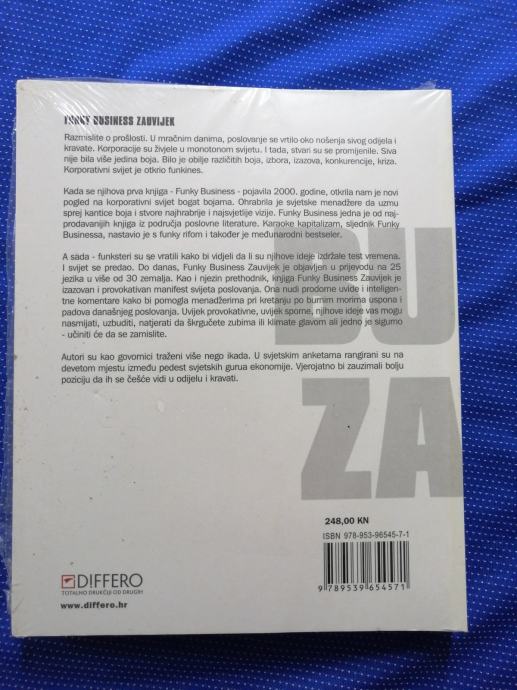 FUNKY BUSINESS ZAUVIJEK
Razmislite o prošlosti. U mračnim danima, poslovanje se vrtilo oko nošenja sivog odijela i
kravate. Korporacije su živjele u monotonom svijetu. I tada, stvari su se promijenile. Siva
nije bila više jedina boja. Bilo je obilje različitih boja, izbora, izazova, konkurencije, kriza.
Korporativni svijet je otkrio funkines.
Kada se njihova prva knjiga - Funky Business - pojavila 2000. godine, otkrila nam je novi
pogled na korporativni svijet bogat bojama. Ohrabrila je svjetske menadžere da uzmu
sprej kantice boja i stvore najhrabrije i najsvjetlije vizije. Funky Business jedna je od naj-
prodavanijih knjiga iz područja poslovne literature. Karaoke kapitalizam, sljednik Funky
Businessa, nastavio je s funky rifom i također je međunarodni bestseler.
A sada - funksteri su se vratili kako bi vidjeli da li su njihove ideje izdržale test vremena.
I svijet se predao. Do danas, Funky Business Zauvijek je objavljen u prijevodu na 25
jezika u više od 30 zemalja. Kao i njezin prethodnik, knjiga Funky Business Zauvijek je
izazovan i provokativan manifest svijeta poslovanja. Ona nudi prodorne uvide i inteligen-
tne komentare kako bi pomogla menadžerima pri kretanju po burnim morima uspona i
padova današnjeg poslovanja. Uvijek provokativne, uvijek sporne, njihove ideje vas mogu
nasmijati, uzbuditi, natjerati da škrgućete zubima ili klimate glavom ali jedno je sigurno
- učiniti će da se zamislite.
Autori su kao govornici traženi više nego ikada. U svjetskim anketama rangirani su na
devetom mjestu između pedest svjetskih gurua ekonomije. Vjerojatno bi zauzimali bolju
poziciju da ih se češće vidi u odijelu i kravati.
BU
ZA
248,00 KN
ISBN 978-953-96545-7-1
9 789539 654571
DIFFERO
TOTALNO DRUKČIJI OD DRUGIH
www.differo.hr